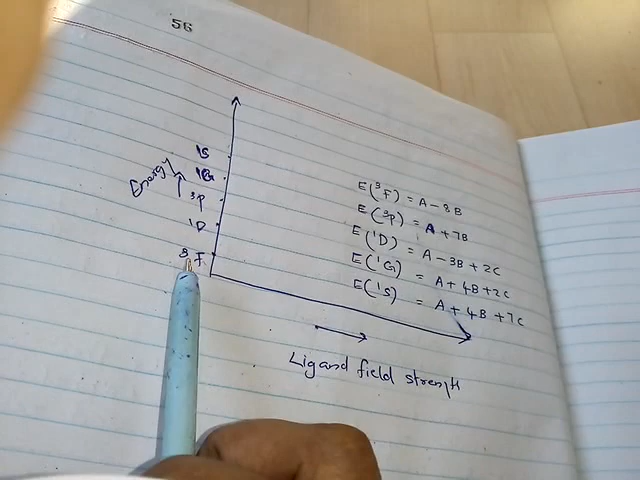 56
¹S
¹G
³P
¹D
³F
Energy
E(³F) = A - 8B
E(³P) = A + 7B
E(¹D) = A - 3B + 2C
E(¹G) = A + 4B + 2C
E(¹S) = A + 4B + 7C
Ligand field strength